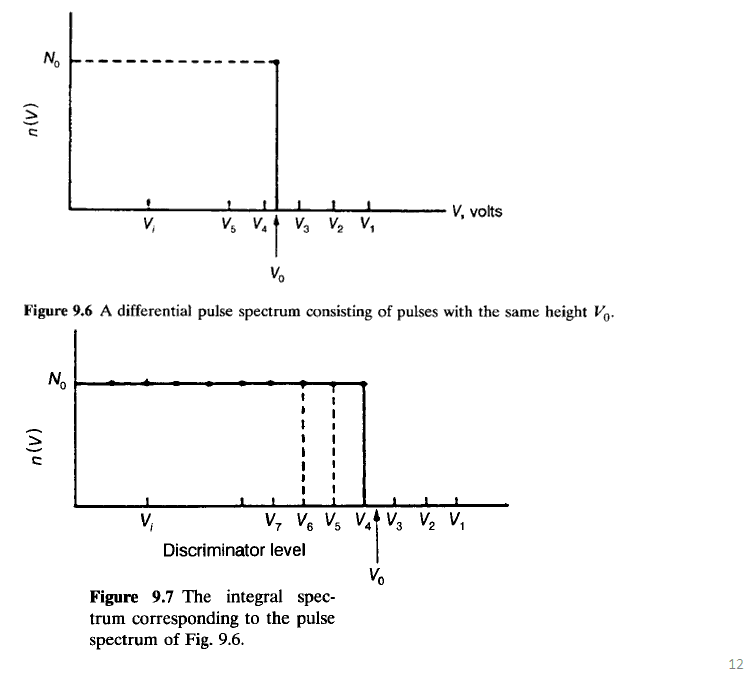 N₀
n(V)
Vᵢ V₅ V₄ V₃ V₂ V₁ V, volts
V₀
Figure 9.6 A differential pulse spectrum consisting of pulses with the same height V₀.
N₀
n(V)
Vᵢ V₇ V₆ V₅ V₄ V₃ V₂ V₁
Discriminator level
V₀
Figure 9.7 The integral spec-
trum corresponding to the pulse
spectrum of Fig. 9.6.
12